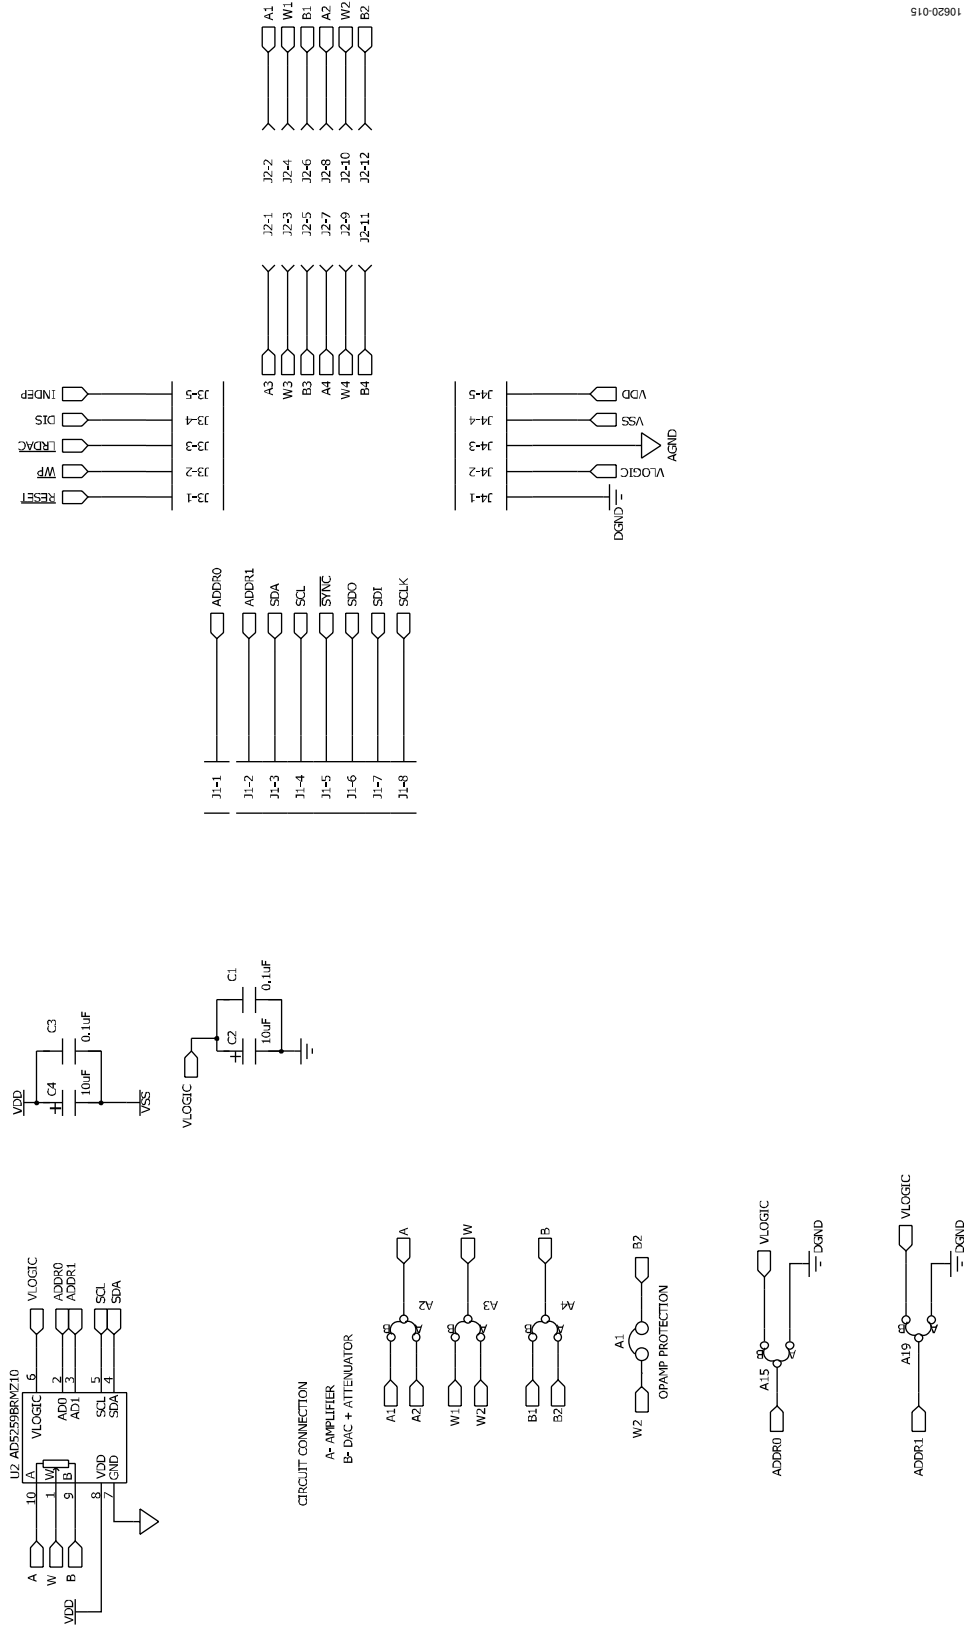 10620-015
A1
W1
B1
A2
W2
B2
J2-2
J2-4
J2-6
J2-8
J2-10
J2-12
J2-1
J2-3
J2-5
J2-7
J2-9
J2-11
A3
W3
B3
A4
W4
B4
INDEP
DIS
LRDAC
WP
RESET
J3-5
J3-4
J3-3
J3-2
J3-1
J4-5
J4-4
J4-3
J4-2
J4-1
VDD
VSS
AGND
VLOGIC
DGND
ADDR0
ADDR1
SDA
SCL
SYNC
SDO
SDI
SCLK
J1-1
J1-2
J1-3
J1-4
J1-5
J1-6
J1-7
J1-8
VDD
C4
+
10uF
C3
0.1uF
VSS
VLOGIC
C2
+
10uF
C1
0.1uF
U2 AD5259BRMZ10
A
W
B
VDD
10
1
9
8
7
A
W
B
VDD
GND
VLOGIC
AD0
AD1
SCL
SDA
6
2
3
5
4
VLOGIC
ADDR0
ADDR1
SCL
SDA
CIRCUIT CONNECTION
A- AMPLIFIER
B- DAC + ATTENUATOR
A1
A2
B
A
A2
A
W1
W2
B
A
A3
W
B1
B2
B
A
A4
B
W2
A1
B2
OPAMP PROTECTION
ADDR0
A15
B
A
VLOGIC
DGND
ADDR1
A19
B
A
VLOGIC
DGND